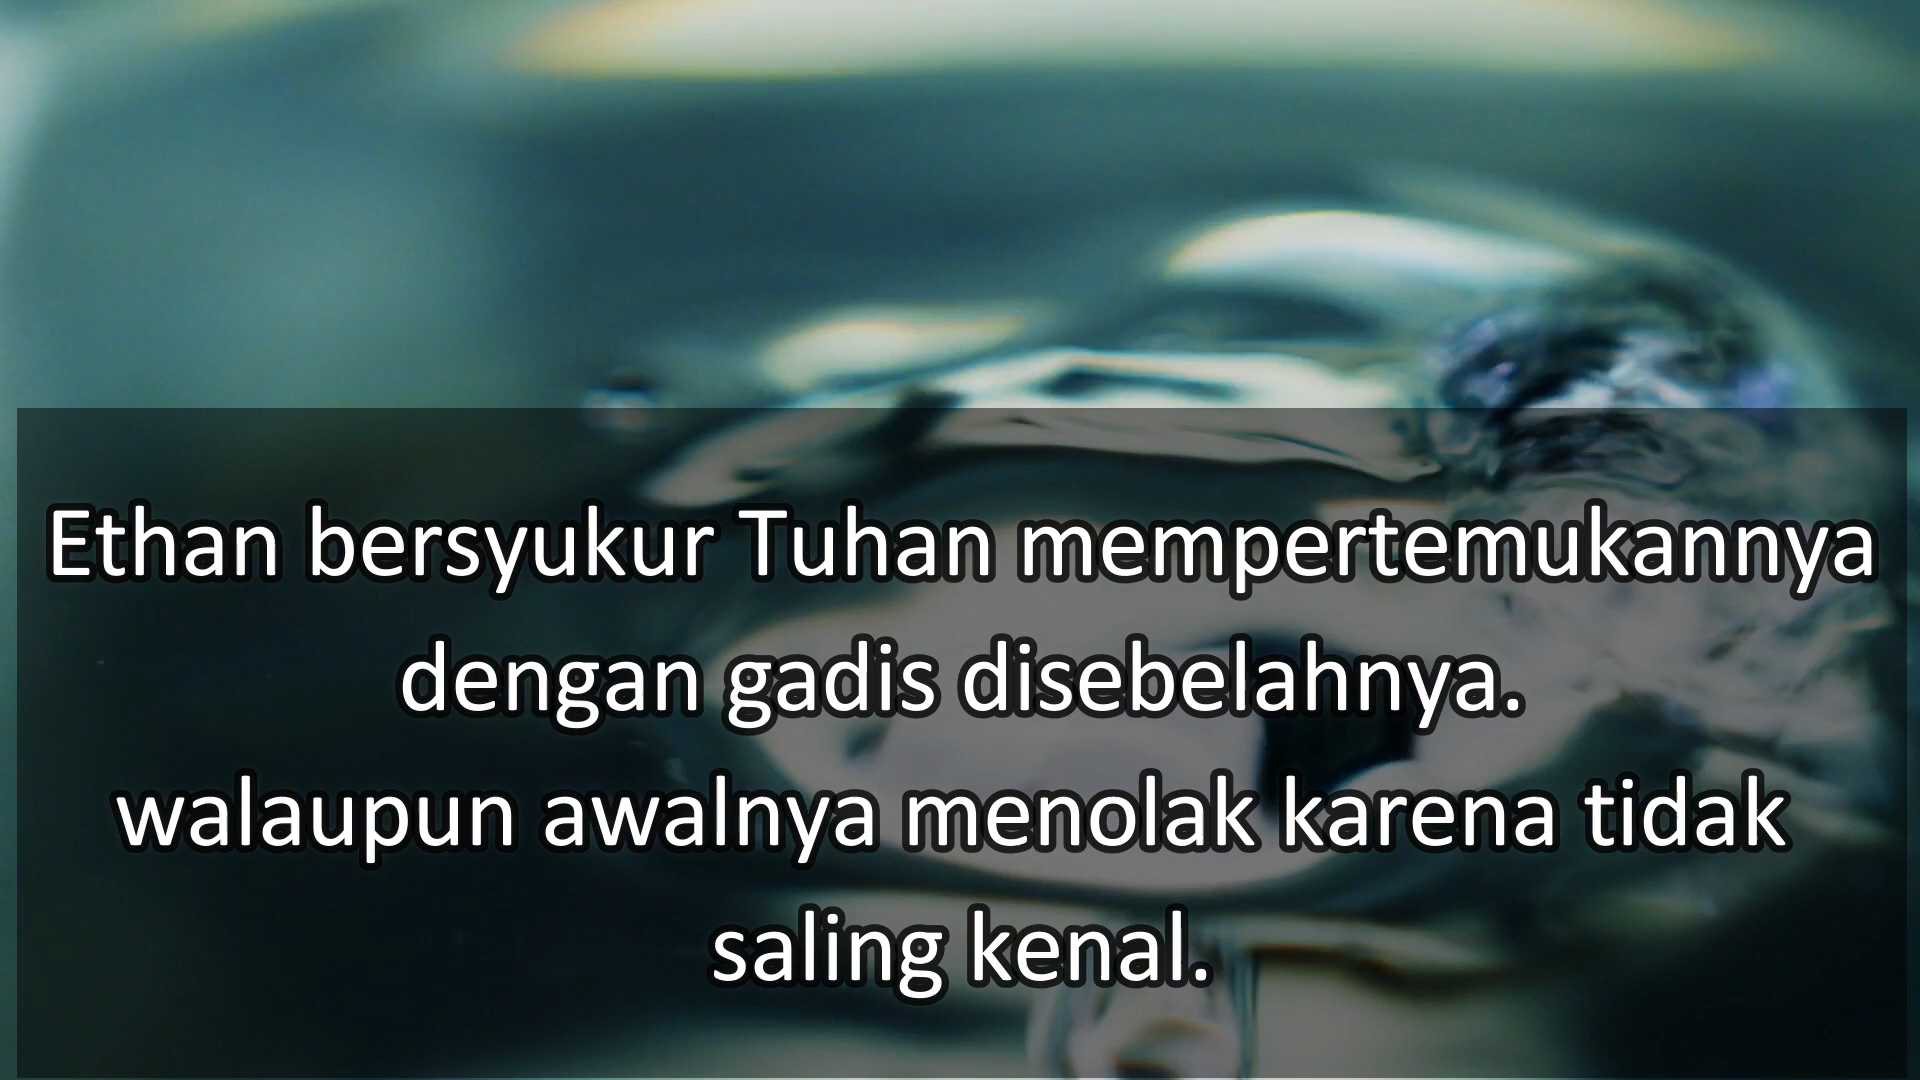 Ethan bersyukur Tuhan mempertemukannya
dengan gadis disebelahnya.
walaupun awalnya menolak karena tidak
saling kenal.